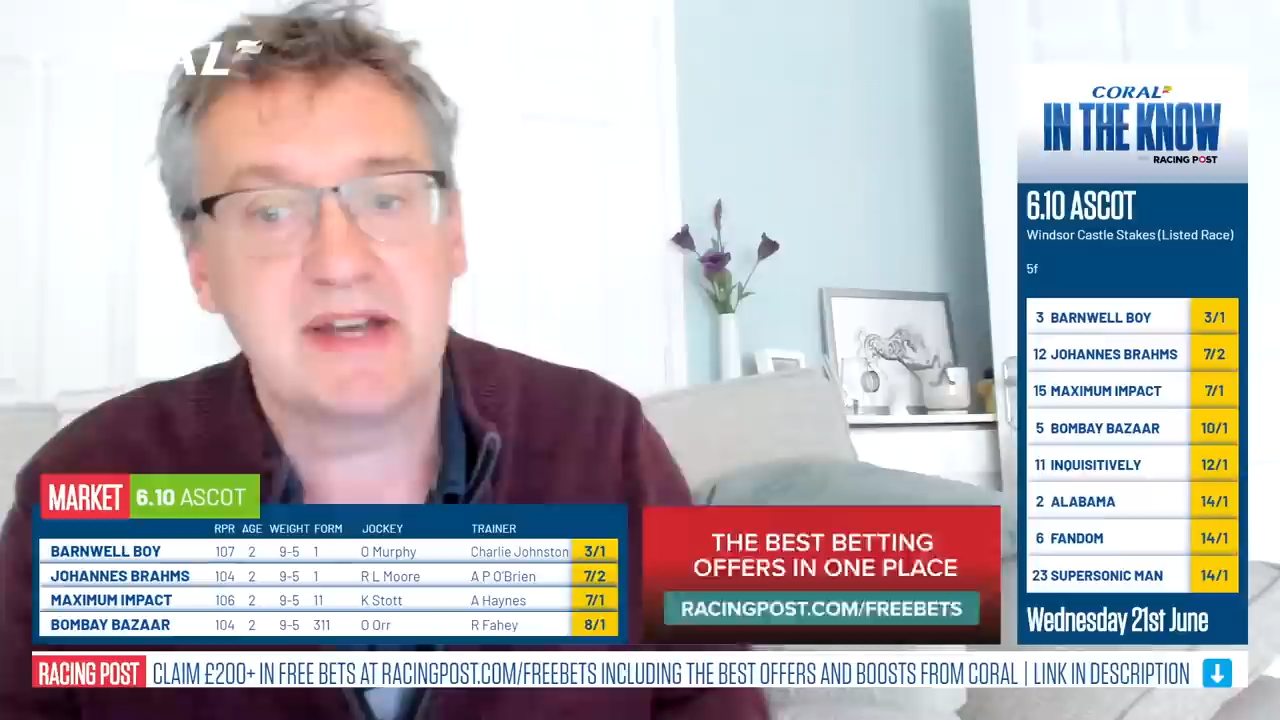 AL
CORAL
IN THE KNOW
RACING POST
6.10 ASCOT
Windsor Castle Stakes (Listed Race)
5f
3 BARNWELL BOY 3/1
12 JOHANNES BRAHMS 7/2
15 MAXIMUM IMPACT 7/1
5 BOMBAY BAZAAR 10/1
11 INQUISITIVELY 12/1
2 ALABAMA 14/1
6 FANDOM 14/1
23 SUPERSONIC MAN 14/1
Wednesday 21st June
MARKET 6.10 ASCOT
RPR AGE WEIGHT FORM JOCKEY TRAINER
BARNWELL BOY 107 2 9-5 1 O Murphy Charlie Johnston 3/1
JOHANNES BRAHMS 104 2 9-5 1 R L Moore A P O'Brien 7/2
MAXIMUM IMPACT 106 2 9-5 11 K Stott A Haynes 7/1
BOMBAY BAZAAR 104 2 9-5 311 O Orr R Fahey 8/1
THE BEST BETTING
OFFERS IN ONE PLACE
RACINGPOST.COM/FREEBETS
RACING POST CLAIM £200+ IN FREE BETS AT RACINGPOST.COM/FREEBETS INCLUDING THE BEST OFFERS AND BOOSTS FROM CORAL | LINK IN DESCRIPTION